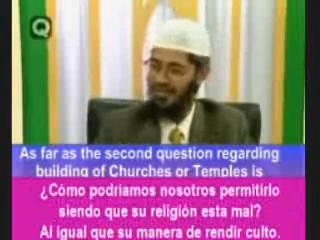 Q
As far as the second question regarding
building of Churches or Temples is
¿Cómo podriamos nosotros permitirlo
siendo que su religión esta mal?
Al igual que su manera de rendir culto.